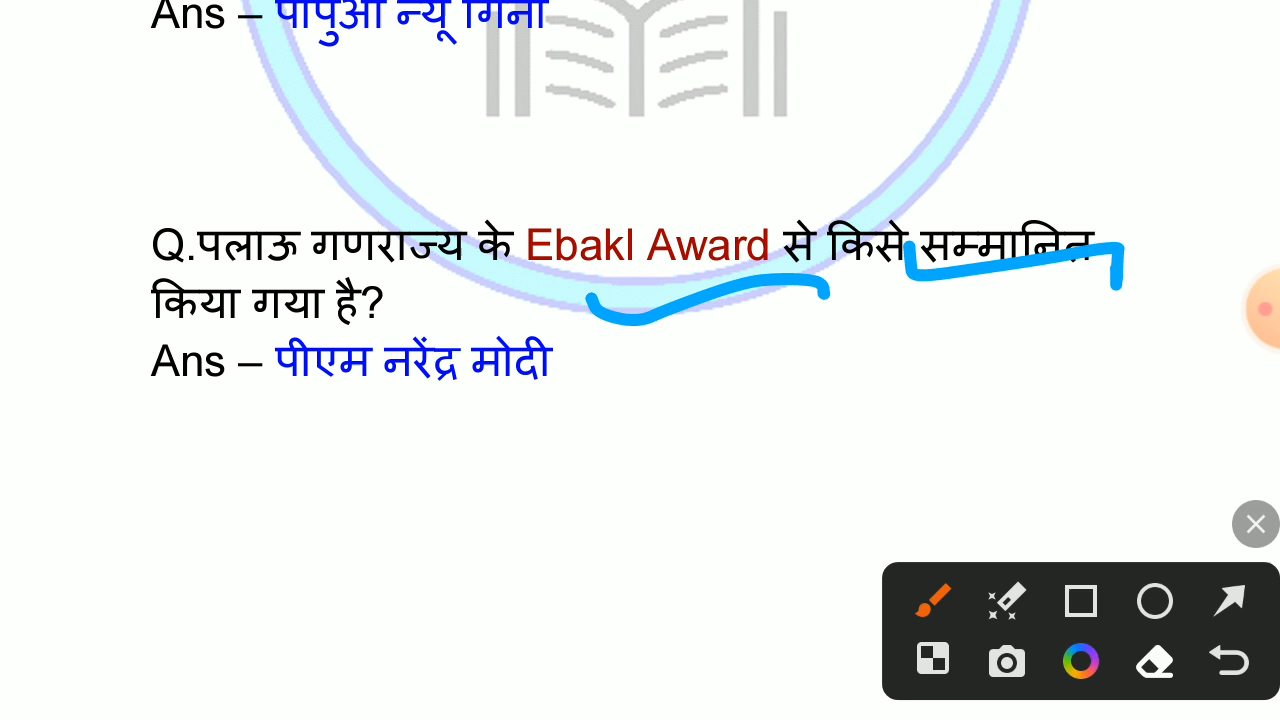 Ans – पापुआ न्यू गिनी
Q.पलाऊ गणराज्य के Ebakl Award से किसे सम्मानित
किया गया है?
Ans – पीएम नरेंद्र मोदी